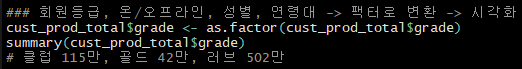 ### 회원등급, 온/오프라인, 성별, 연령대 -> 팩터로 변환 -> 시각화
cust_prod_total$grade <- as.factor(cust_prod_total$grade)
summary(cust_prod_total$grade)
# 클럽 115만, 골드 42만, 러브 502만